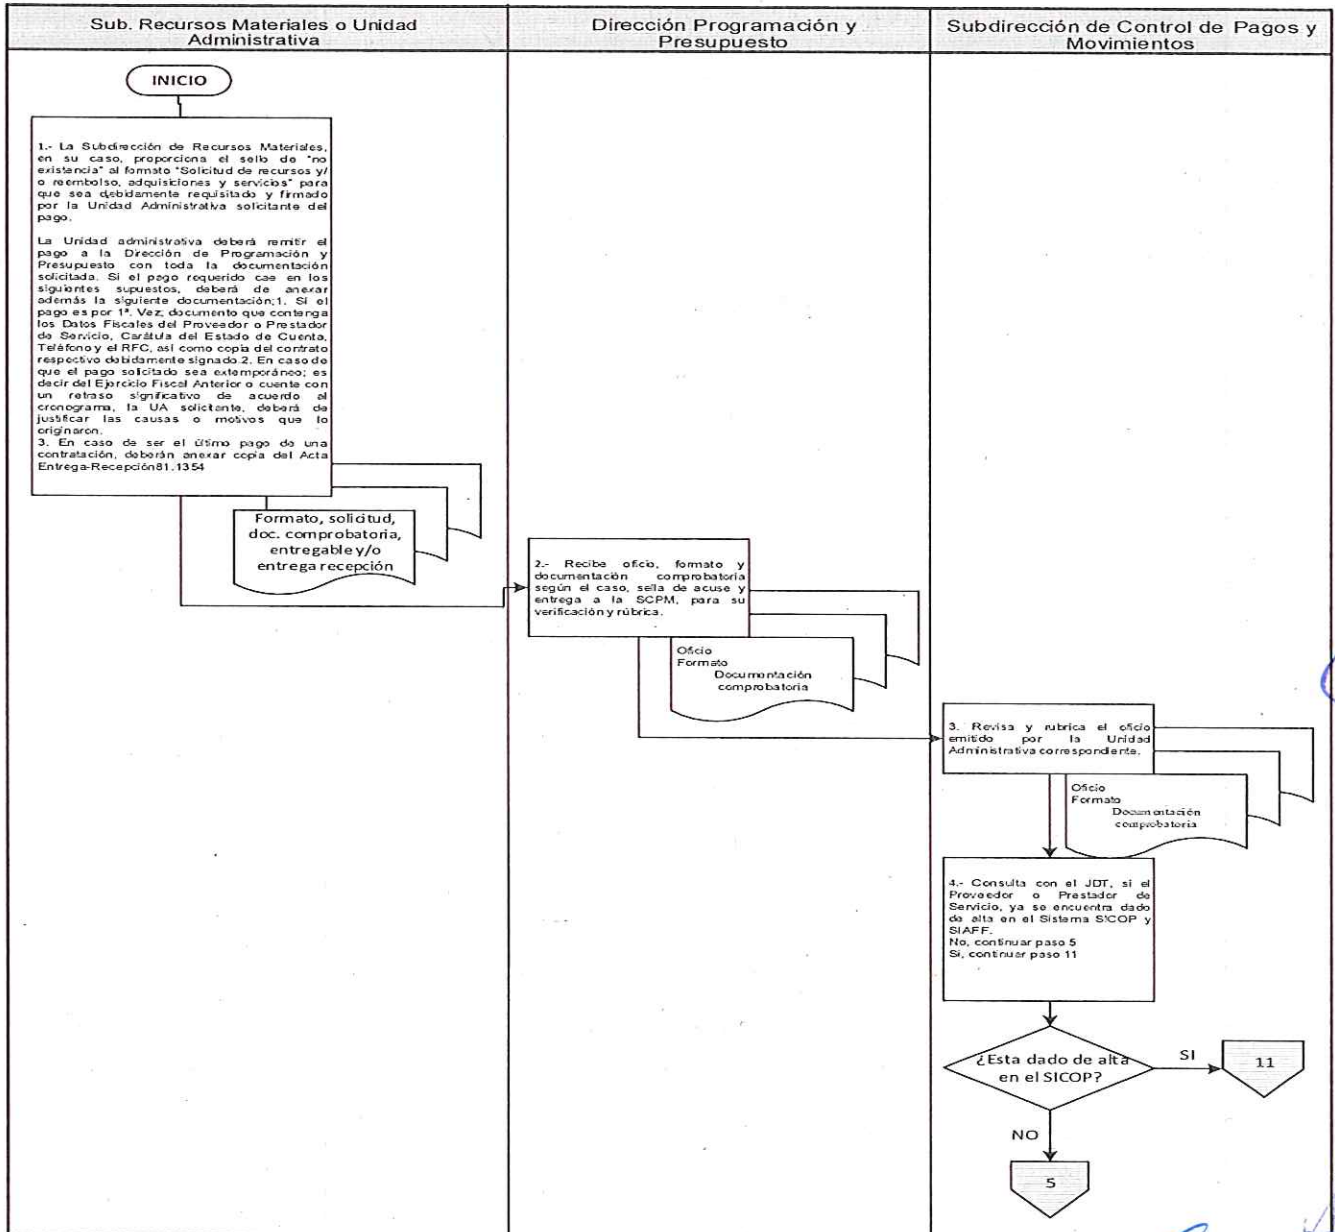 Sub. Recursos Materiales o Unidad
Administrativa
Dirección Programación y
Presupuesto
Subdirección de Control de Pagos y
Movimientos
INICIO
1.- La Subdirección de Recursos Materiales,
en su caso, proporciona el sello de "no
existencia" al formato "Solicitud de recursos y/
o reembolso, adquisiciones y servicios" para
que sea debidamente requisitado y firmado
por la Unidad Administrativa solicitante del
pago.
La Unidad administrativa deberá remitir el
pago a la Dirección de Programación y
Presupuesto con toda la documentación
solicitada. Si el pago requerido cae en los
siguientes supuestos, deberá de anexar
además la siguiente documentación;1. Si el
pago es por 1ª. Vez; documento que contenga
los Datos Fiscales del Proveedor o Prestador
de Servicio, Carátula del Estado de Cuenta,
Teléfono y el RFC, así como copia del contrato
respectivo debidamente signado.2. En caso de
que el pago solicitado sea extemporáneo; es
decir del Ejercicio Fiscal Anterior o cuente con
un retraso significativo de acuerdo al
cronograma, la UA solicitante, deberá de
justificar las causas o motivos que lo
originaron.
3. En caso de ser el último pago de una
contratación, deberán anexar copia del Acta
Entrega-Recepción81.1354
Formato, solicitud,
doc. comprobatoria,
entregable y/o
entrega recepción
2.- Recibe oficio, formato y
documentación comprobatoria
según el caso, sella de acuse y
entrega a la SCPM, para su
verificación y rúbrica.
Oficio
Formato
Documentación
comprobatoria
3. Revisa y rubrica el oficio
emitido por la Unidad
Administrativa correspondiente.
Oficio
Formato
Documentación
comprobatoria
4.- Consulta con el JDT, si el
Proveedor o Prestador de
Servicio, ya se encuentra dado
de alta en el Sistema SICOP y
SIAFF.
No, continuar paso 5
Si, continuar paso 11
¿Esta dado de alta
en el SICOP?
SI
11
NO
5